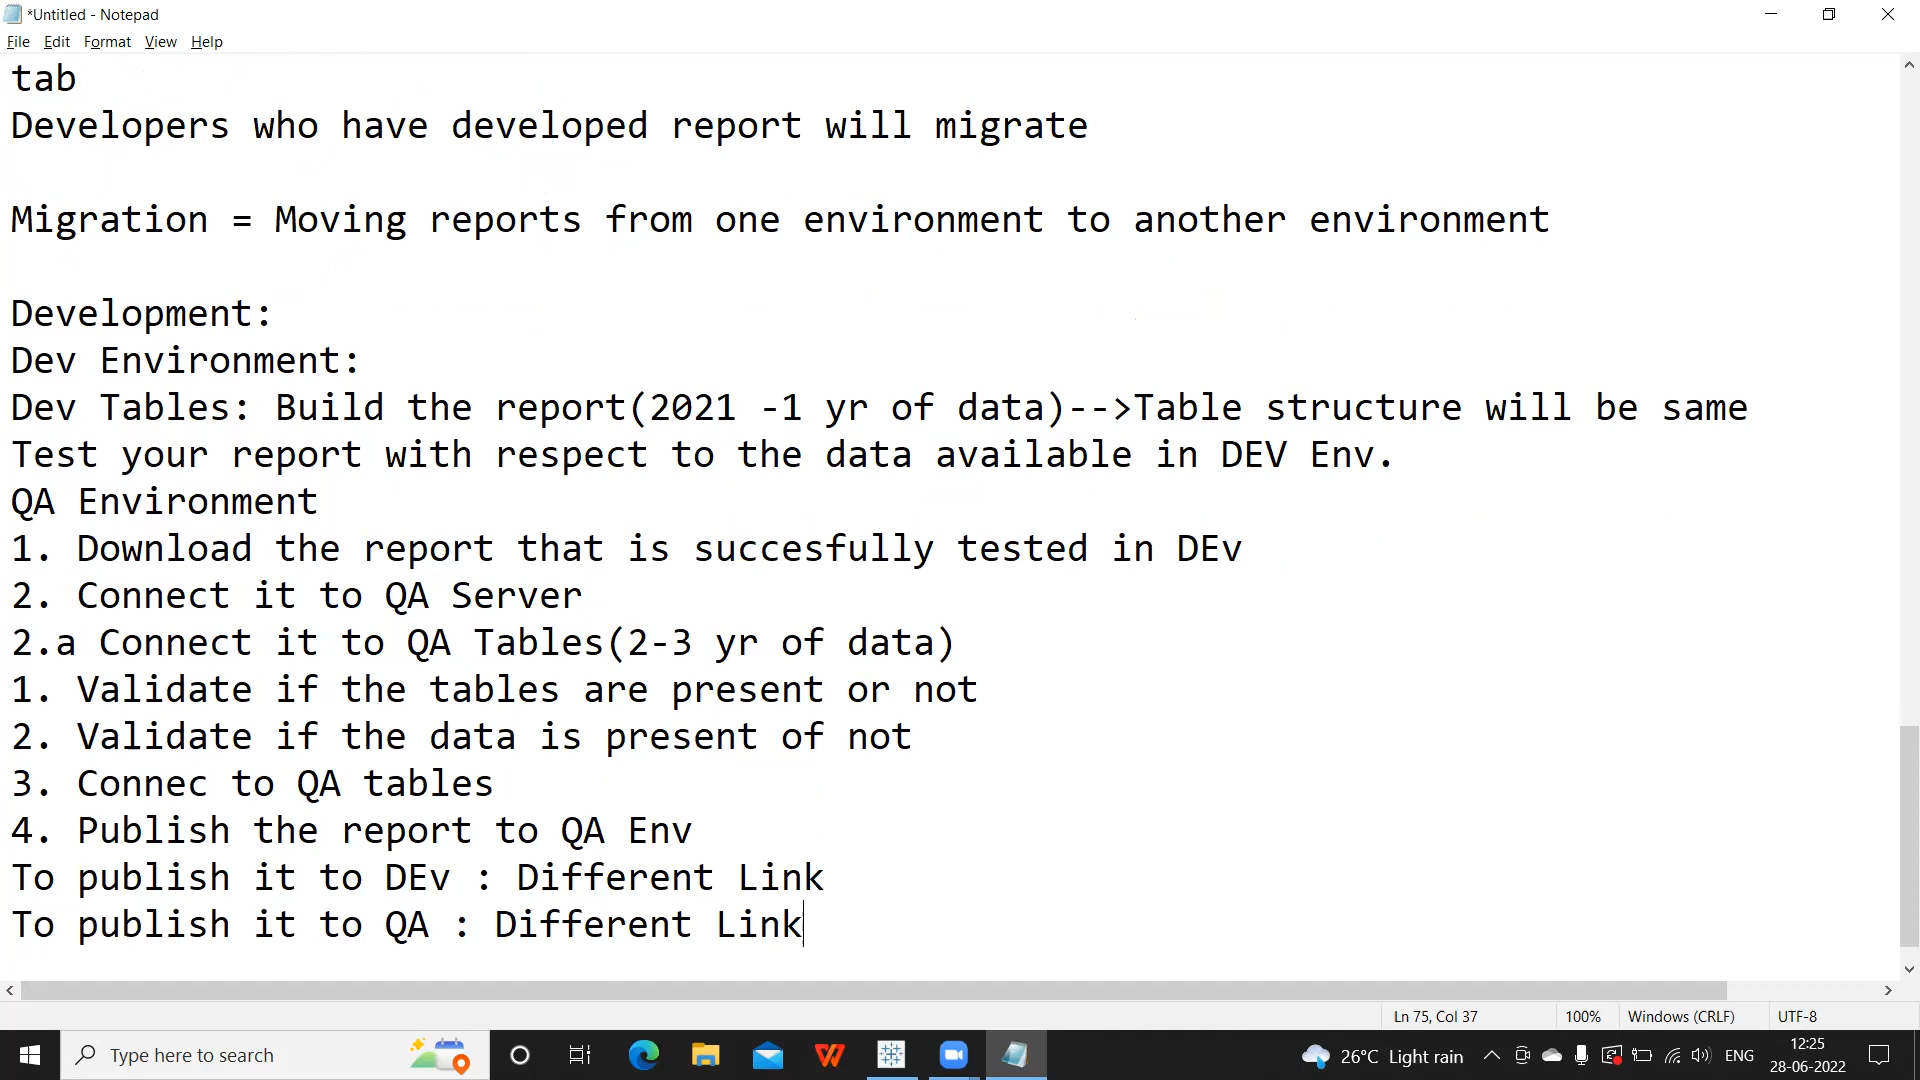 *Untitled - Notepad
File Edit Format View Help
tab
Developers who have developed report will migrate
Migration = Moving reports from one environment to another environment
Development:
Dev Environment:
Dev Tables: Build the report(2021 -1 yr of data)-->Table structure will be same
Test your report with respect to the data available in DEV Env.
QA Environment
1. Download the report that is succesfully tested in DEv
2. Connect it to QA Server
2.a Connect it to QA Tables(2-3 yr of data)
1. Validate if the tables are present or not
2. Validate if the data is present of not
3. Connec to QA tables
4. Publish the report to QA Env
To publish it to DEv : Different Link
To publish it to QA : Different Link
Ln 75, Col 37 100% Windows (CRLF) UTF-8
Type here to search 26°C Light rain ENG 12:25
28-06-2022